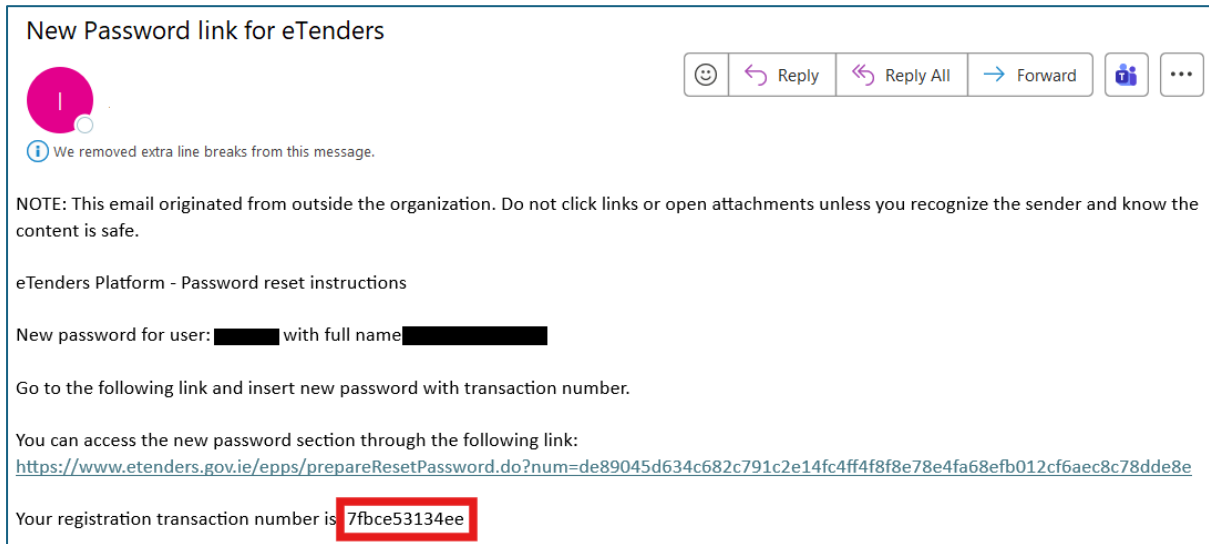 New Password link for eTenders
I
Reply
Reply All
Forward
We removed extra line breaks from this message.
NOTE: This email originated from outside the organization. Do not click links or open attachments unless you recognize the sender and know the
content is safe.
eTenders Platform - Password reset instructions
New password for user: with full name
Go to the following link and insert new password with transaction number.
You can access the new password section through the following link:
https://www.etenders.gov.ie/epps/prepareResetPassword.do?num=de89045d634c682c791c2e14fc4ff4f8f8e78e4fa68efb012cf6aec8c78dde8e
Your registration transaction number is 7fbce53134ee